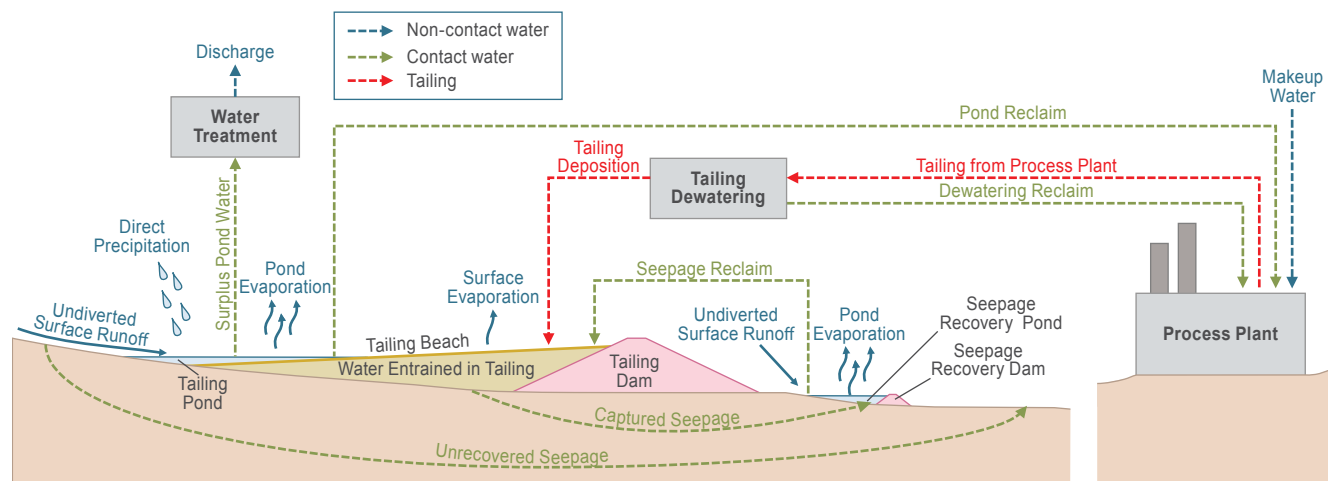 Non-contact water
Contact water
Tailing
Discharge
Water
Treatment
Makeup
Water
Pond Reclaim
Tailing
Deposition
Tailing
Dewatering
Tailing from Process Plant
Dewatering Reclaim
Direct
Precipitation
Surplus Pond Water
Pond
Evaporation
Surface
Evaporation
Seepage Reclaim
Undiverted
Surface Runoff
Undiverted
Surface Runoff
Pond
Evaporation
Seepage
Recovery Pond
Seepage
Recovery Dam
Process Plant
Tailing Beach
Water Entrained in Tailing
Tailing
Pond
Tailing
Dam
Captured Seepage
Unrecovered Seepage